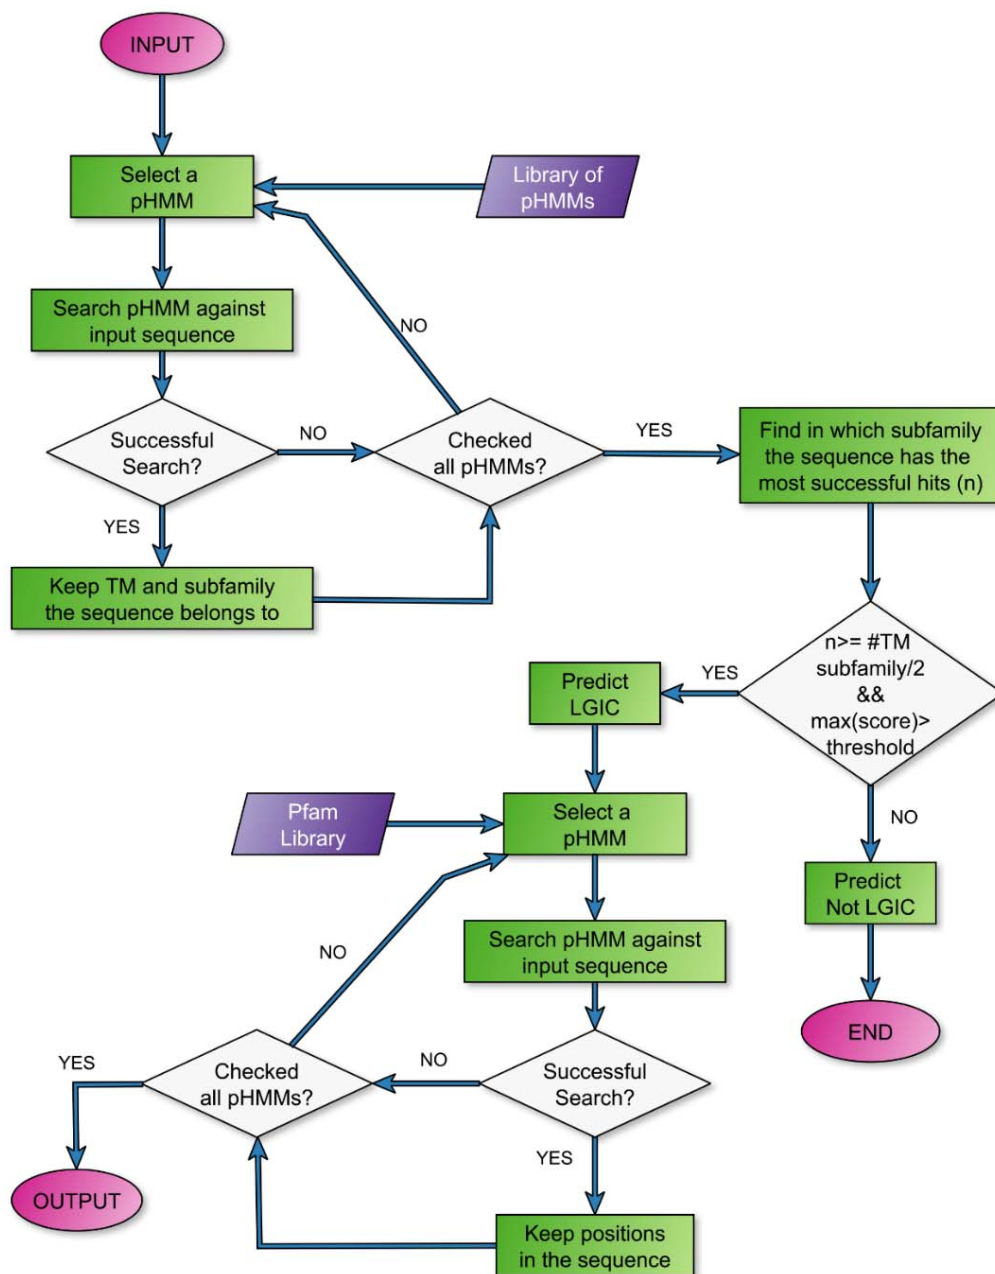 INPUT
Select a
pHMM
Library of
pHMMs
Search pHMM against
input sequence
NO
Successful
Search?
NO
Checked
all pHMMs?
YES
Find in which subfamily
the sequence has the
most successful hits (n)
YES
Keep TM and subfamily
the sequence belongs to
n>= #TM
subfamily/2
&&
max(score)>
threshold
YES
Predict
LGIC
NO
Predict
Not LGIC
END
Pfam
Library
Select a
pHMM
Search pHMM against
input sequence
NO
Successful
Search?
NO
Checked
all pHMMs?
YES
OUTPUT
YES
Keep positions
in the sequence